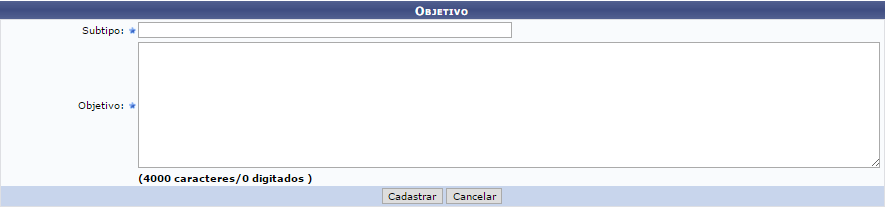 Objetivo
Subtipo:
Objetivo:
(4000 caracteres/0 digitados )
Cadastrar Cancelar